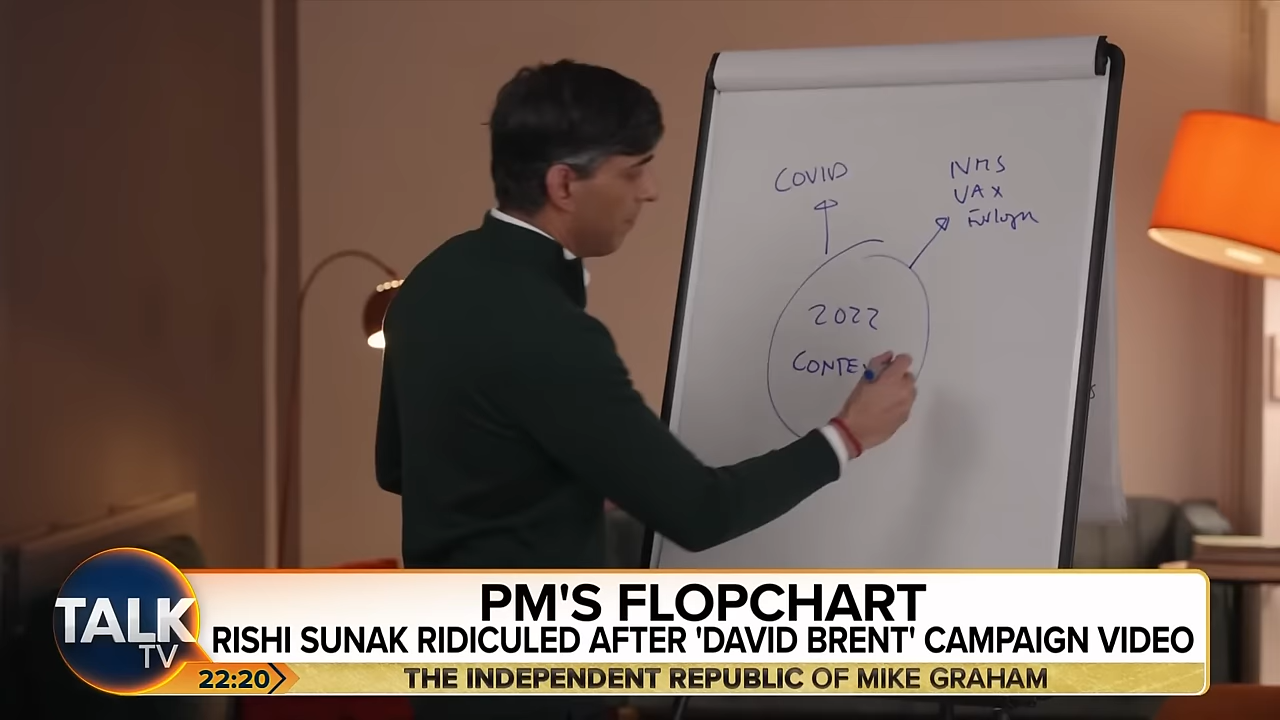 COVID
NHS
VAX
Furlough
2022
CONTE
PM'S FLOPCHART
RISHI SUNAK RIDICULED AFTER 'DAVID BRENT' CAMPAIGN VIDEO
TALK
TV
22:20
THE INDEPENDENT REPUBLIC OF MIKE GRAHAM